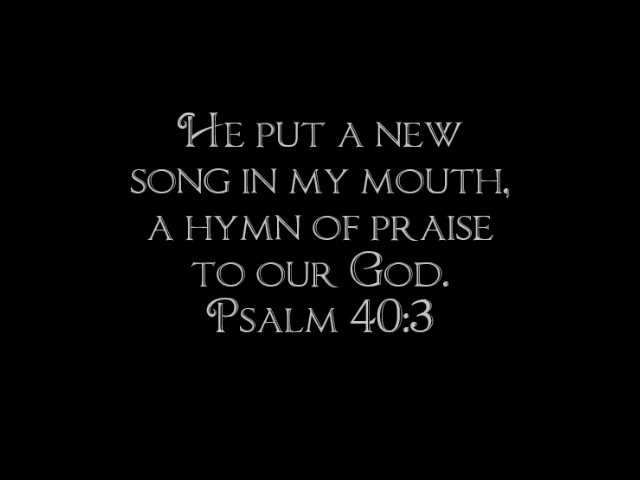 He put a new
song in my mouth,
a hymn of praise
to our God.
Psalm 40:3